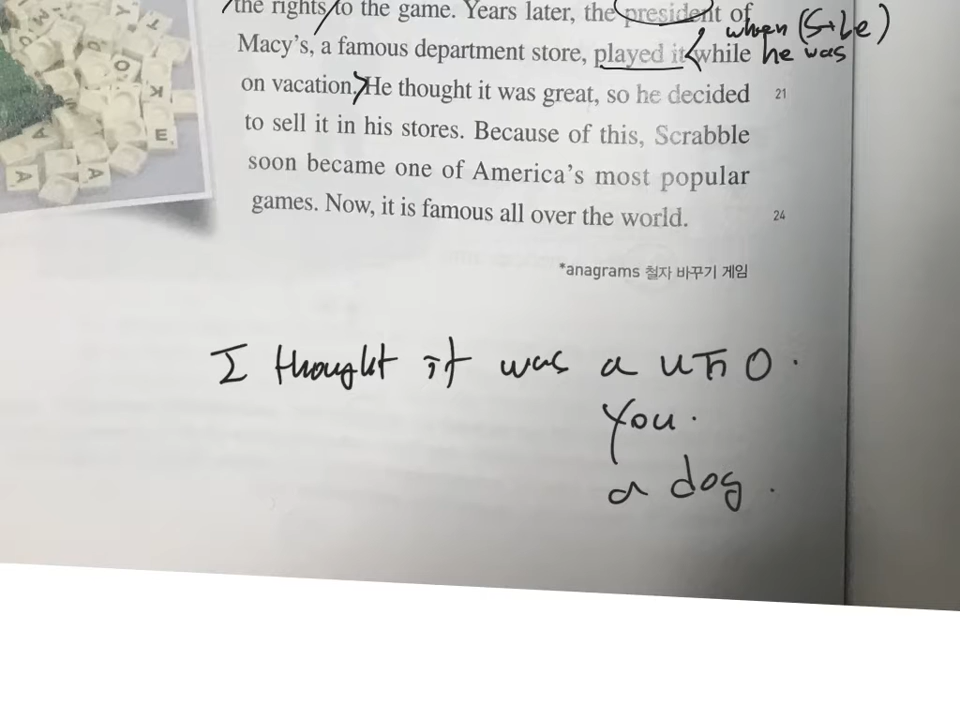 the rights to the game. Years later, the president of
when (S+be)
Macy's, a famous department store, played it while he was
on vacation. He thought it was great, so he decided 21
to sell it in his stores. Because of this, Scrabble
soon became one of America's most popular
games. Now, it is famous all over the world. 24
*anagrams 철자 바꾸기 게임
I thought it was a UFO.
you.
a dog.